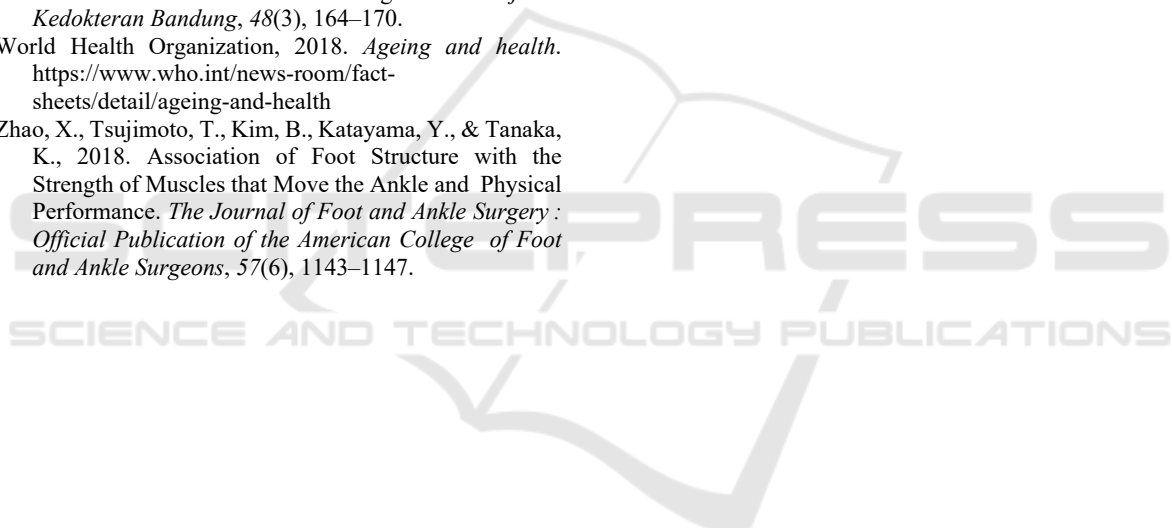 Kedokteran Bandung, 48(3), 164–170.
World Health Organization, 2018. Ageing and health.
https://www.who.int/news-room/fact-
sheets/detail/ageing-and-health
Zhao, X., Tsujimoto, T., Kim, B., Katayama, Y., & Tanaka,
K., 2018. Association of Foot Structure with the
Strength of Muscles that Move the Ankle and Physical
Performance. The Journal of Foot and Ankle Surgery :
Official Publication of the American College of Foot
and Ankle Surgeons, 57(6), 1143–1147.
SCITEPRESS
SCIENCE AND TECHNOLOGY PUBLICATIONS